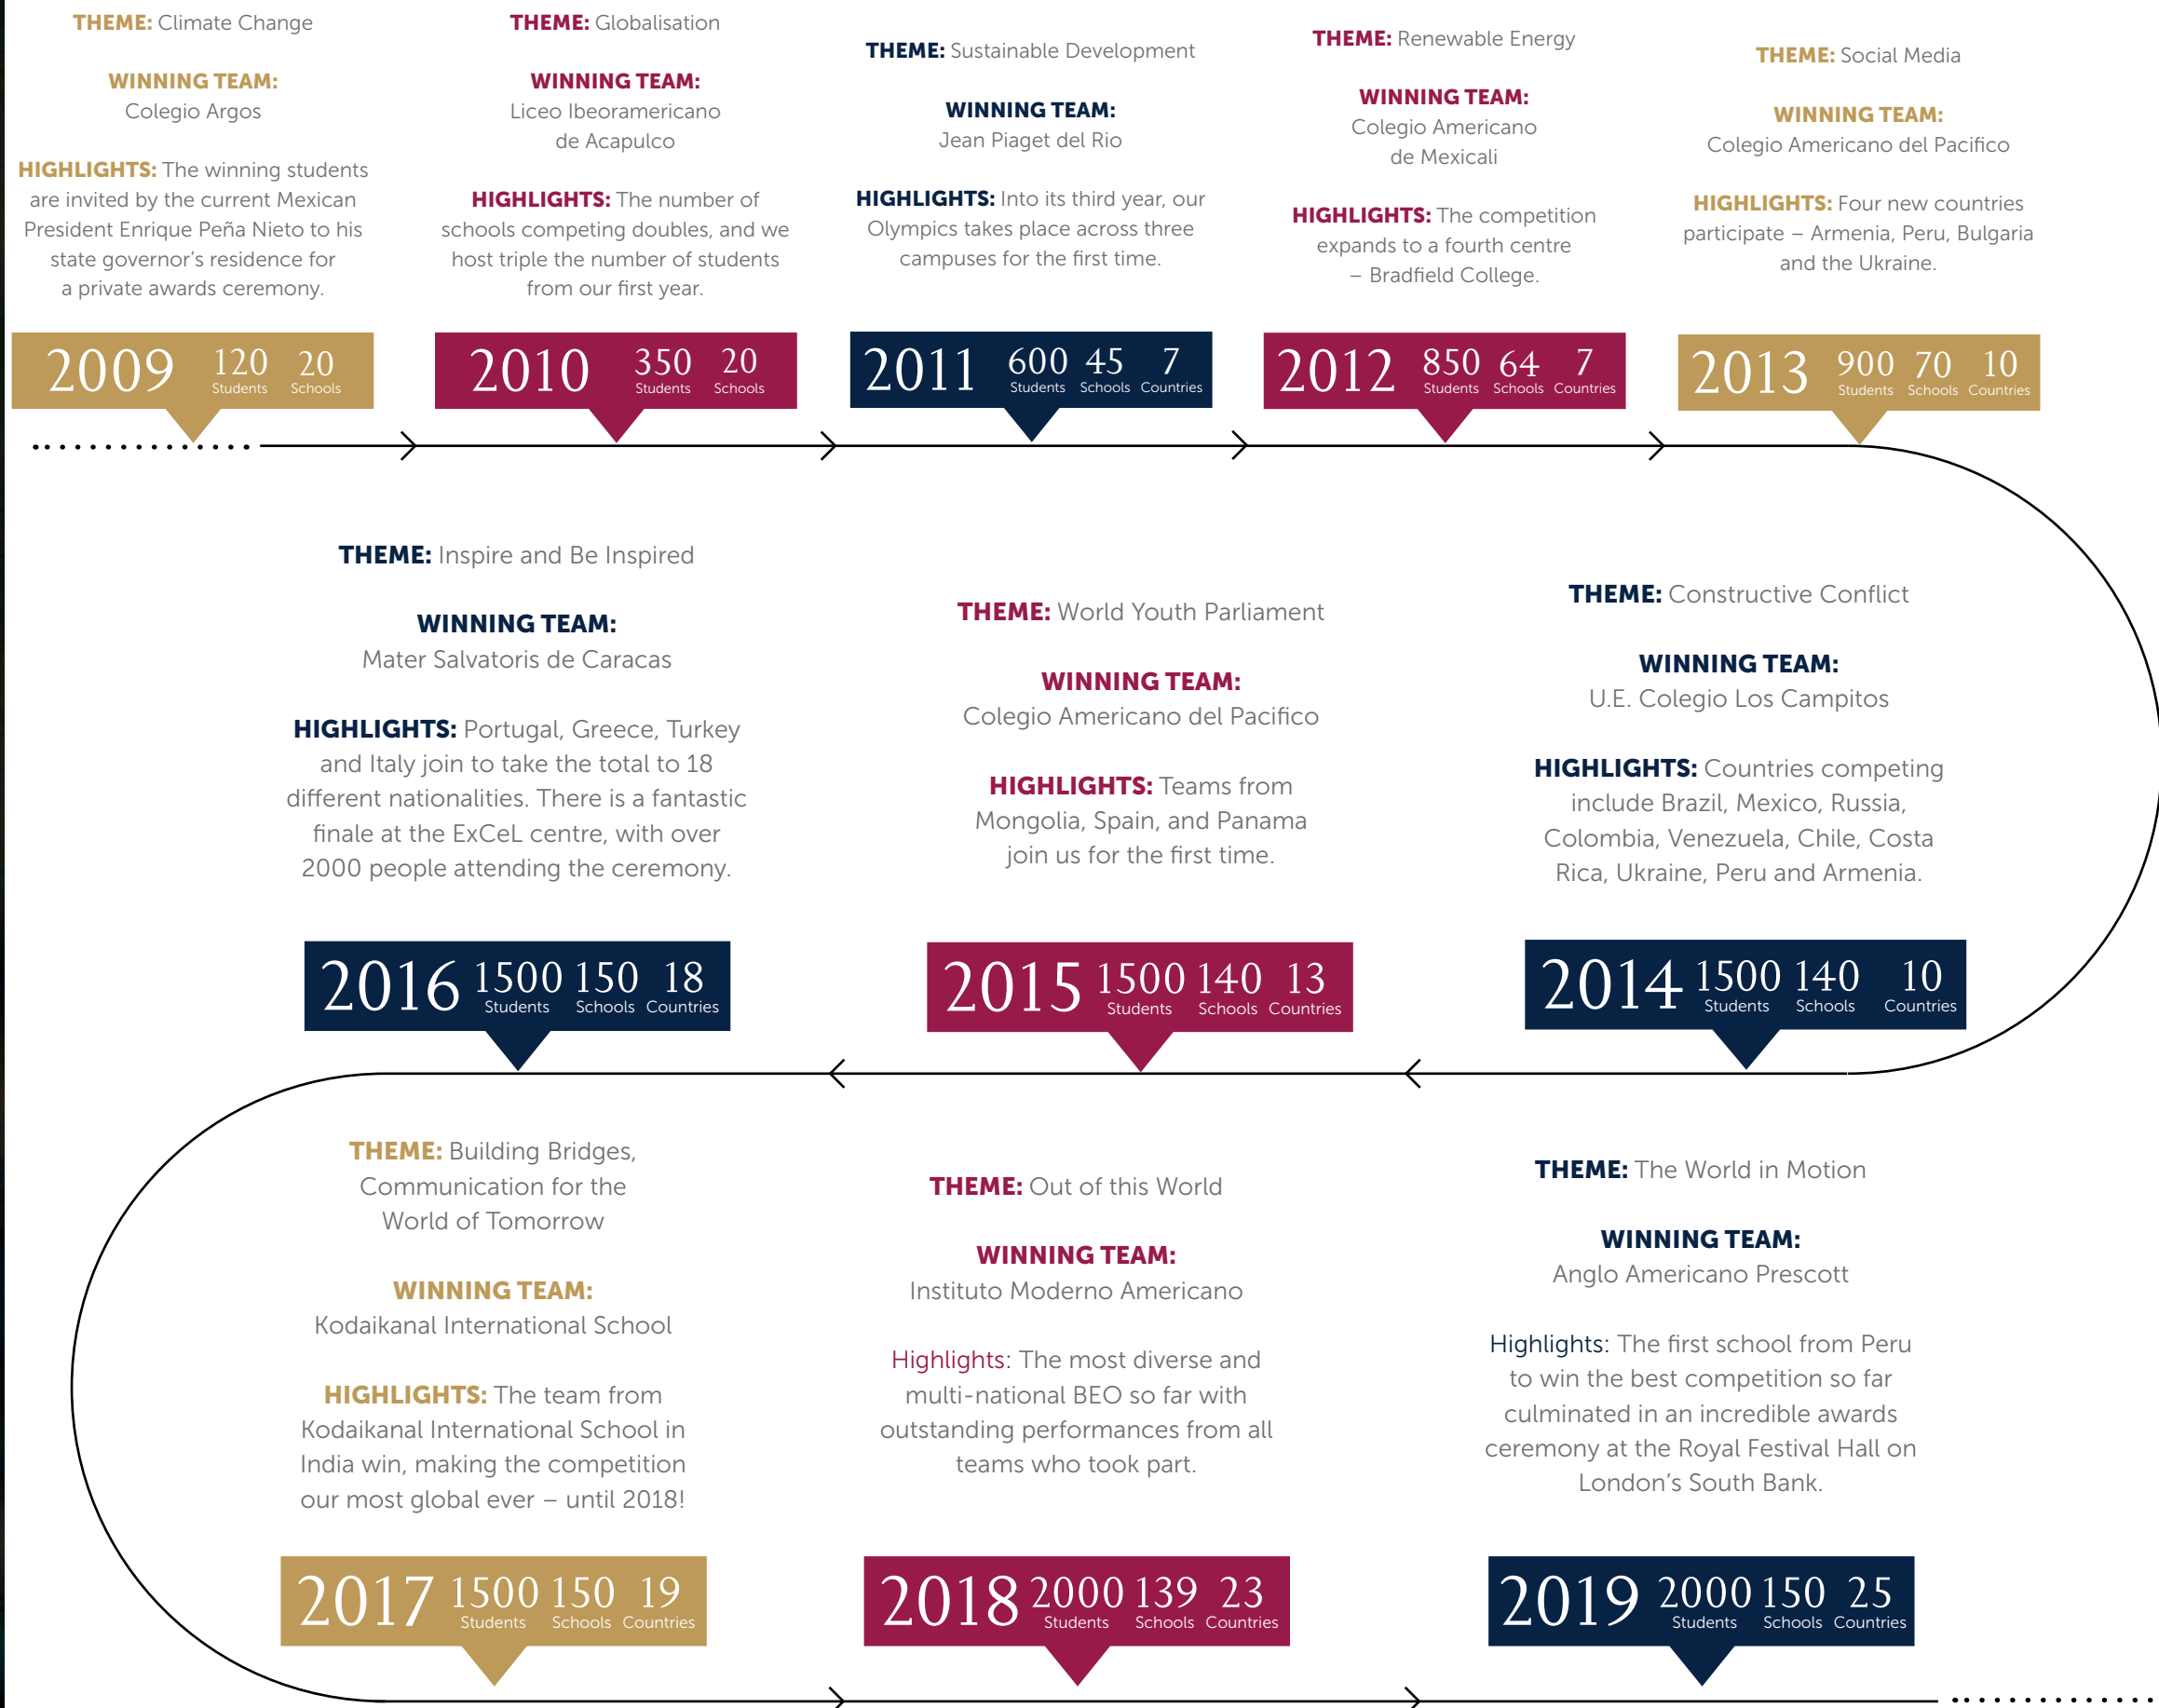 THEME: Climate Change
WINNING TEAM:
Colegio Argos
HIGHLIGHTS: The winning students
are invited by the current Mexican
President Enrique Peña Nieto to his
state governor's residence for
a private awards ceremony.
2009 120 Students 20 Schools
THEME: Globalisation
WINNING TEAM:
Liceo Ibeoramericano
de Acapulco
HIGHLIGHTS: The number of
schools competing doubles, and we
host triple the number of students
from our first year.
2010 350 Students 20 Schools
THEME: Sustainable Development
WINNING TEAM:
Jean Piaget del Rio
HIGHLIGHTS: Into its third year, our
Olympics takes place across three
campuses for the first time.
2011 600 Students 45 Schools 7 Countries
THEME: Renewable Energy
WINNING TEAM:
Colegio Americano
de Mexicali
HIGHLIGHTS: The competition
expands to a fourth centre
– Bradfield College.
2012 850 Students 64 Schools 7 Countries
THEME: Social Media
WINNING TEAM:
Colegio Americano del Pacifico
HIGHLIGHTS: Four new countries
participate – Armenia, Peru, Bulgaria
and the Ukraine.
2013 900 Students 70 Schools 10 Countries
THEME: Constructive Conflict
WINNING TEAM:
U.E. Colegio Los Campitos
HIGHLIGHTS: Countries competing
include Brazil, Mexico, Russia,
Colombia, Venezuela, Chile, Costa
Rica, Ukraine, Peru and Armenia.
2014 1500 Students 140 Schools 10 Countries
THEME: World Youth Parliament
WINNING TEAM:
Colegio Americano del Pacifico
HIGHLIGHTS: Teams from
Mongolia, Spain, and Panama
join us for the first time.
2015 1500 Students 140 Schools 13 Countries
THEME: Inspire and Be Inspired
WINNING TEAM:
Mater Salvatoris de Caracas
HIGHLIGHTS: Portugal, Greece, Turkey
and Italy join to take the total to 18
different nationalities. There is a fantastic
finale at the ExCeL centre, with over
2000 people attending the ceremony.
2016 1500 Students 150 Schools 18 Countries
THEME: Building Bridges,
Communication for the
World of Tomorrow
WINNING TEAM:
Kodaikanal International School
HIGHLIGHTS: The team from
Kodaikanal International School in
India win, making the competition
our most global ever – until 2018!
2017 1500 Students 150 Schools 19 Countries
THEME: Out of this World
WINNING TEAM:
Instituto Moderno Americano
Highlights: The most diverse and
multi-national BEO so far with
outstanding performances from all
teams who took part.
2018 2000 Students 139 Schools 23 Countries
THEME: The World in Motion
WINNING TEAM:
Anglo Americano Prescott
Highlights: The first school from Peru
to win the best competition so far
culminated in an incredible awards
ceremony at the Royal Festival Hall on
London's South Bank.
2019 2000 Students 150 Schools 25 Countries